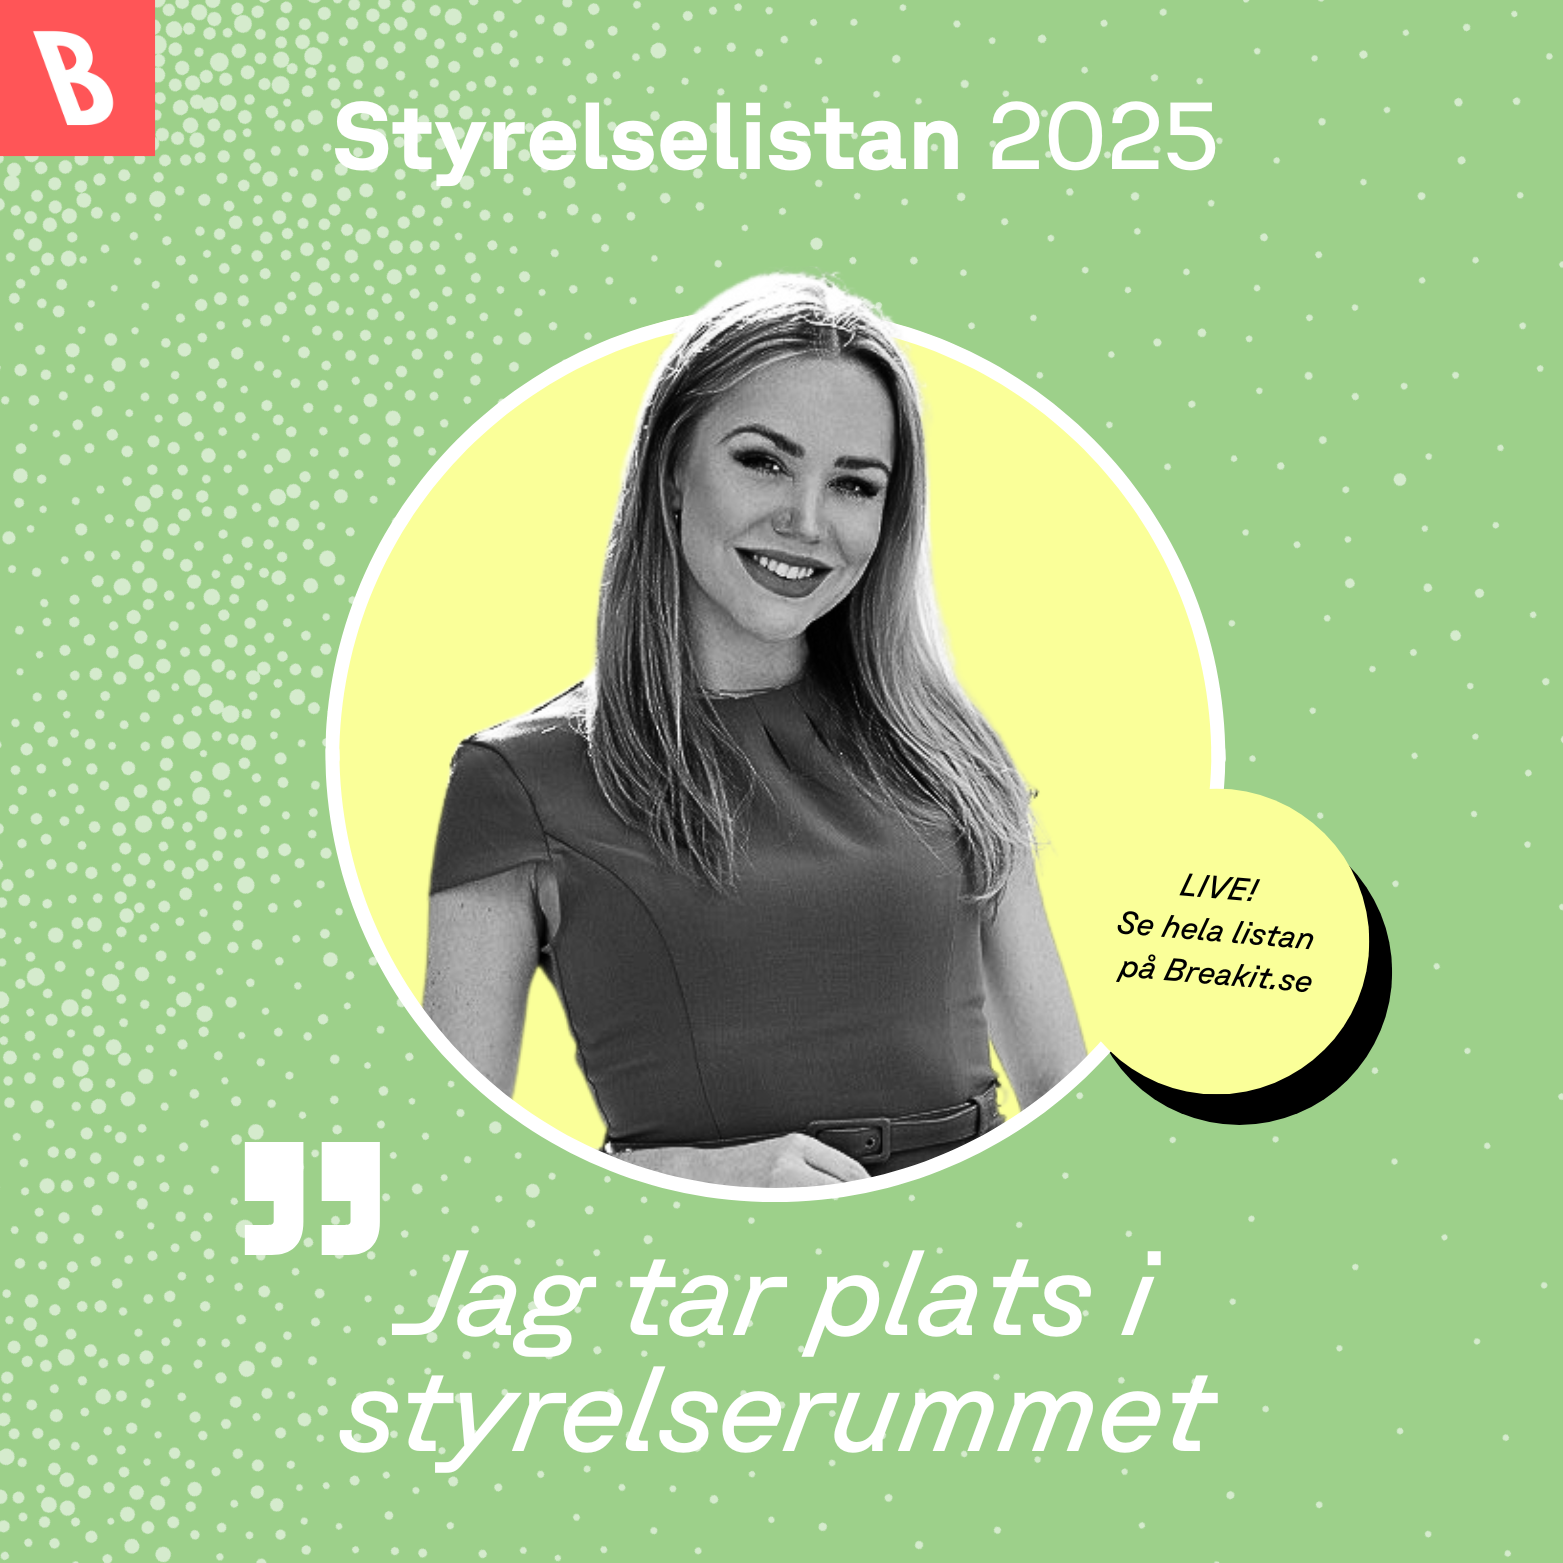 B
Styrelselistan 2025
LIVE!
Se hela listan
på Breakit.se
"
Jag tar plats i
styrelserummet